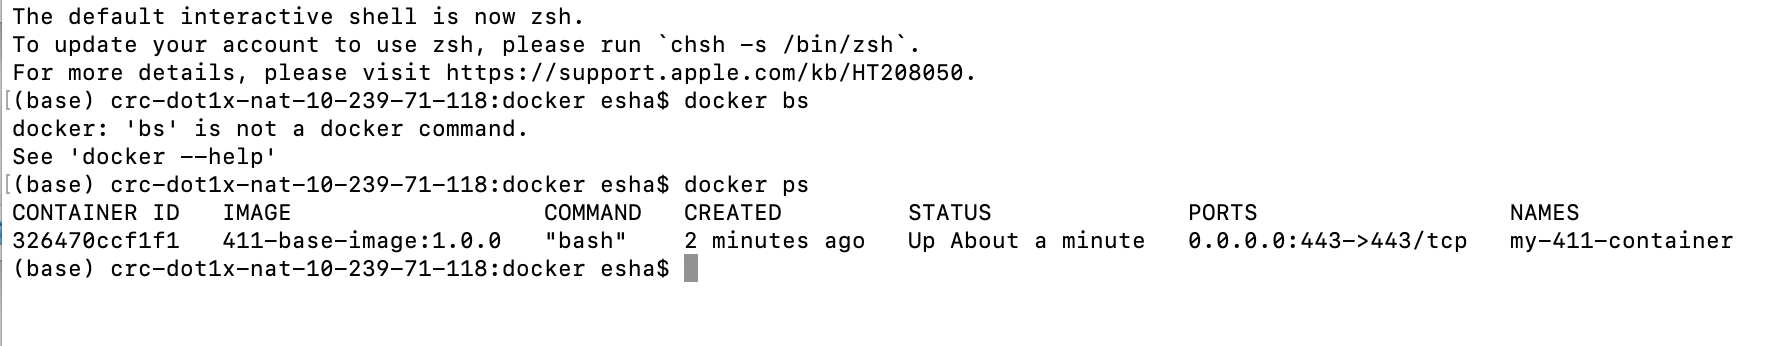 The default interactive shell is now zsh.
To update your account to use zsh, please run `chsh -s /bin/zsh`.
For more details, please visit https://support.apple.com/kb/HT208050.
[(base) crc-dot1x-nat-10-239-71-118:docker esha$ docker bs
docker: 'bs' is not a docker command.
See 'docker --help'
[(base) crc-dot1x-nat-10-239-71-118:docker esha$ docker ps
CONTAINER ID   IMAGE                  COMMAND   CREATED         STATUS              PORTS                  NAMES
326470ccf1f1   411-base-image:1.0.0   "bash"    2 minutes ago   Up About a minute   0.0.0.0:443->443/tcp   my-411-container
(base) crc-dot1x-nat-10-239-71-118:docker esha$